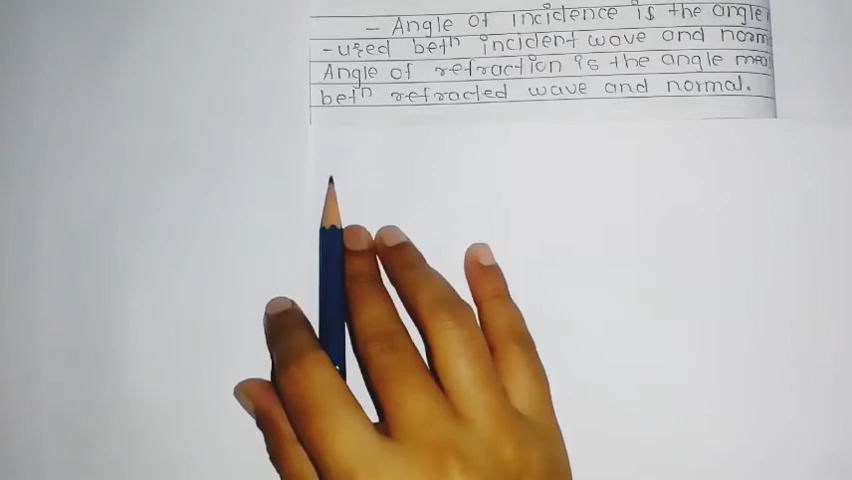 - Angle of incidence is the angle
-ured betn incident wave and norm
Angle of refraction is the angle mea
betn refracted wave and normal.